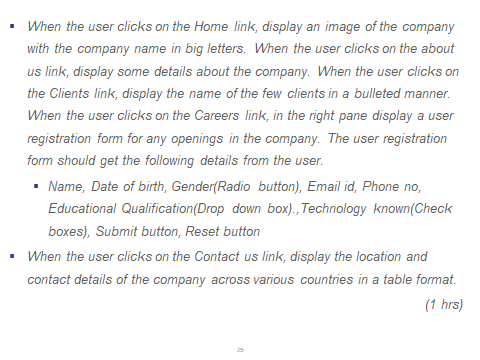 ▪ When the user clicks on the Home link, display an image of the company
with the company name in big letters. When the user clicks on the about
us link, display some details about the company. When the user clicks on
the Clients link, display the name of the few clients in a bulleted manner.
When the user clicks on the Careers link, in the right pane display a user
registration form for any openings in the company. The user registration
form should get the following details from the user.
▪ Name, Date of birth, Gender(Radio button), Email id, Phone no,
Educational Qualification(Drop down box).,Technology known(Check
boxes), Submit button, Reset button
▪ When the user clicks on the Contact us link, display the location and
contact details of the company across various countries in a table format.
(1 hrs)